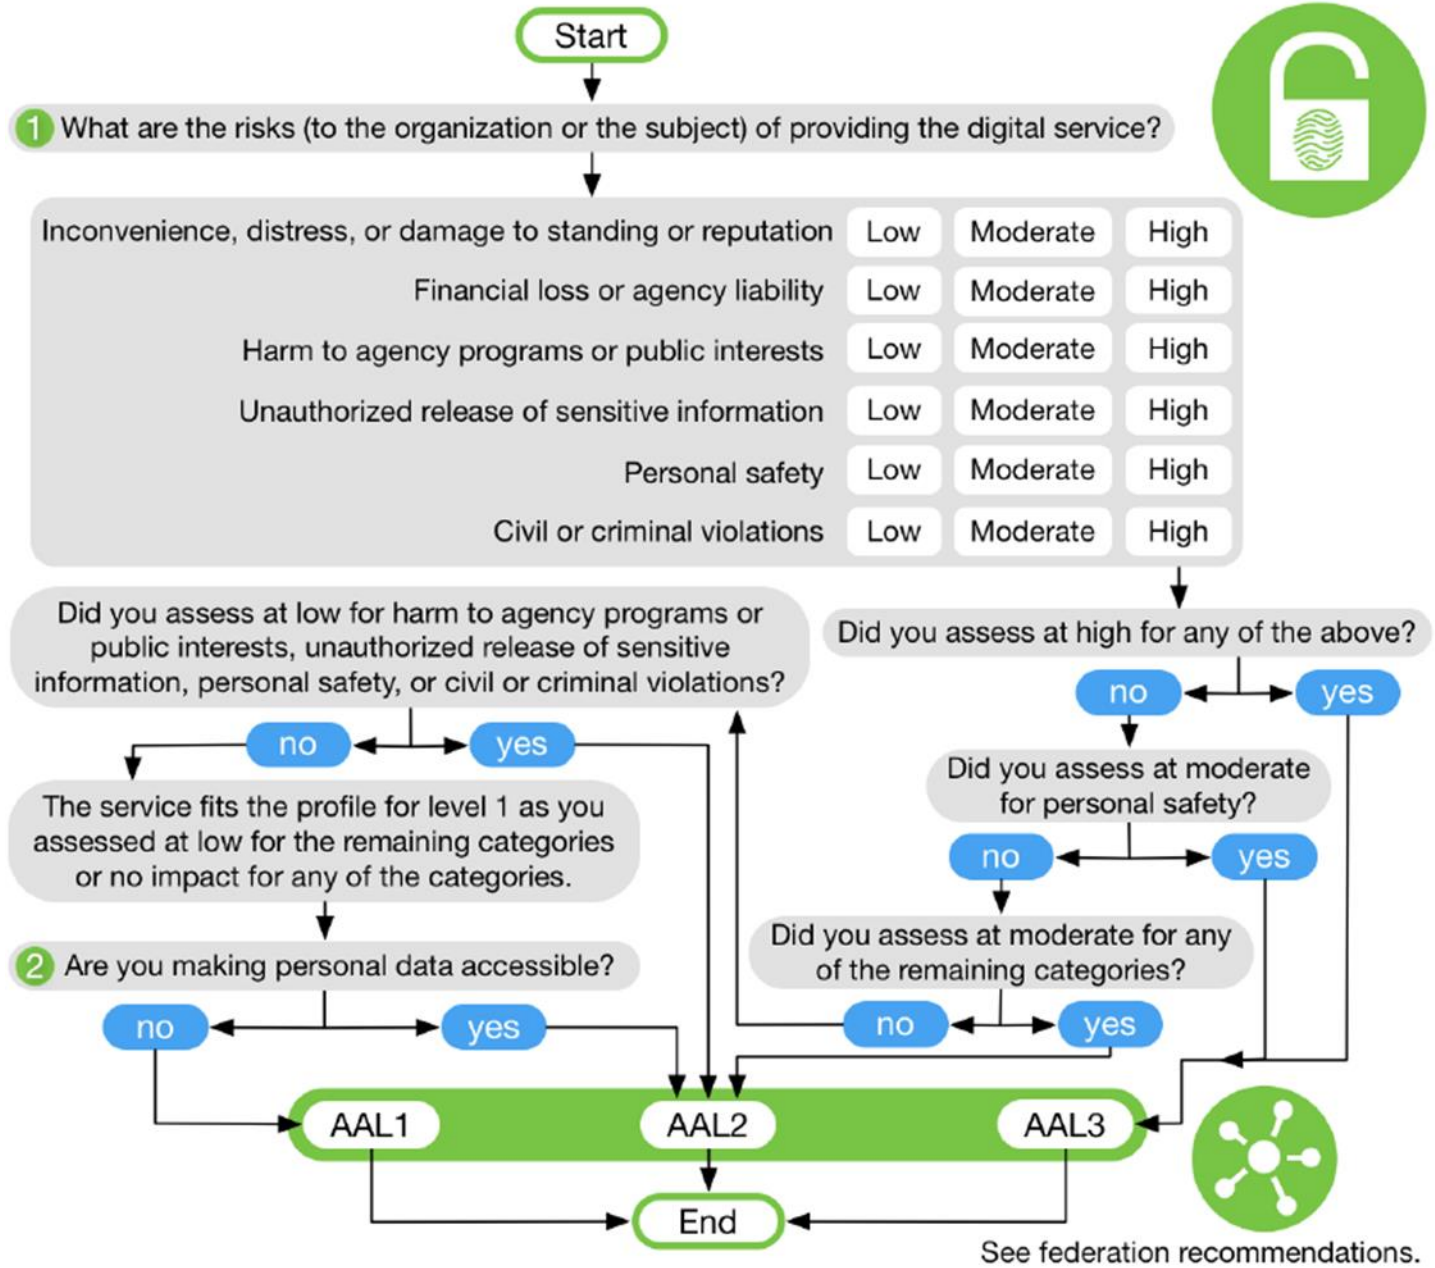 Start
1 What are the risks (to the organization or the subject) of providing the digital service?
Inconvenience, distress, or damage to standing or reputation Low Moderate High
Financial loss or agency liability Low Moderate High
Harm to agency programs or public interests Low Moderate High
Unauthorized release of sensitive information Low Moderate High
Personal safety Low Moderate High
Civil or criminal violations Low Moderate High
Did you assess at high for any of the above?
no yes
Did you assess at moderate
for personal safety?
no yes
Did you assess at moderate for any
of the remaining categories?
no yes
Did you assess at low for harm to agency programs or
public interests, unauthorized release of sensitive
information, personal safety, or civil or criminal violations?
no yes
The service fits the profile for level 1 as you
assessed at low for the remaining categories
or no impact for any of the categories.
2 Are you making personal data accessible?
no yes
AAL1 AAL2 AAL3
End
See federation recommendations.